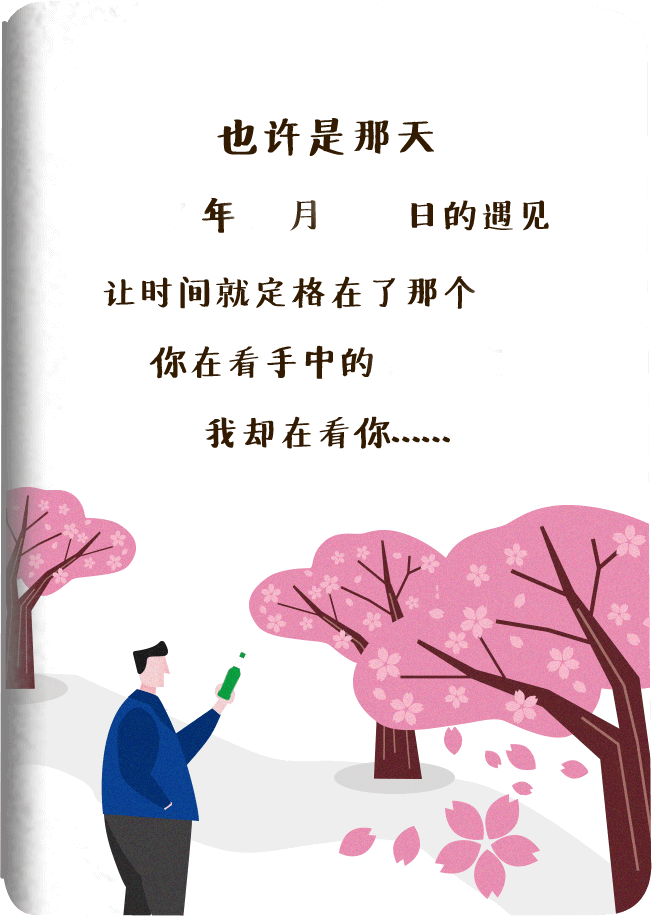 也许是那天
年 月 日的遇见
让时间就定格在了那个
你在看手中的
我却在看你……